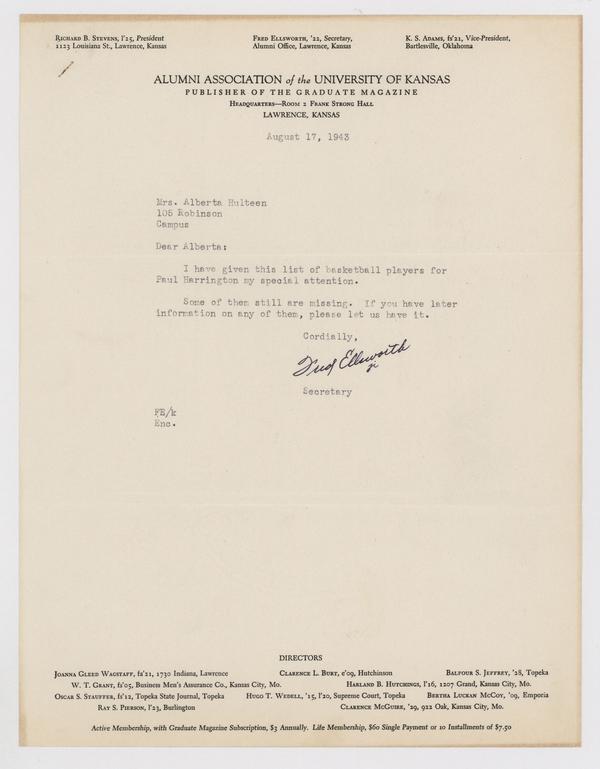 RICHARD B. STEVENS, l'25, President
1123 Louisiana St., Lawrence, Kansas
FRED ELLSWORTH, '22, Secretary,
Alumni Office, Lawrence, Kansas
K. S. ADAMS, fs'21, Vice-President,
Bartlesville, Oklahoma
ALUMNI ASSOCIATION of the UNIVERSITY OF KANSAS
PUBLISHER OF THE GRADUATE MAGAZINE
HEADQUARTERS—ROOM 2 FRANK STRONG HALL
LAWRENCE, KANSAS
August 17, 1943
Mrs. Alberta Hulteen
105 Robinson
Campus
Dear Alberta:
I have given this list of basketball players for
Paul Harrington my special attention.
Some of them still are missing. If you have later
information on any of them, please let us have it.
Cordially,
Fred Ellsworth
Secretary
FE/k
Enc.
DIRECTORS
JOANNA GLEED WAGSTAFF, fa'21, 1730 Indiana, Lawrence CLARENCE L. BURT, e'09, Hutchinson BALFOUR S. JEFFREY, '28, Topeka
W. T. GRANT, fs'05, Business Men's Assurance Co., Kansas City, Mo. HARLAND B. HUTCHINGS, l'16, 1207 Grand, Kansas City, Mo.
OSCAR S. STAUFFER, fs'12, Topeka State Journal, Topeka HUGO T. WEDELL, '15, l'20, Supreme Court, Topeka BERTHA LUCKAN MCCOY, '09, Emporia
RAY S. PIERSON, l'23, Burlington CLARENCE MCGUIRE, '29, 922 Oak, Kansas City, Mo.
Active Membership, with Graduate Magazine Subscription, $3 Annually. Life Membership, $60 Single Payment or 10 Installments of $7.50